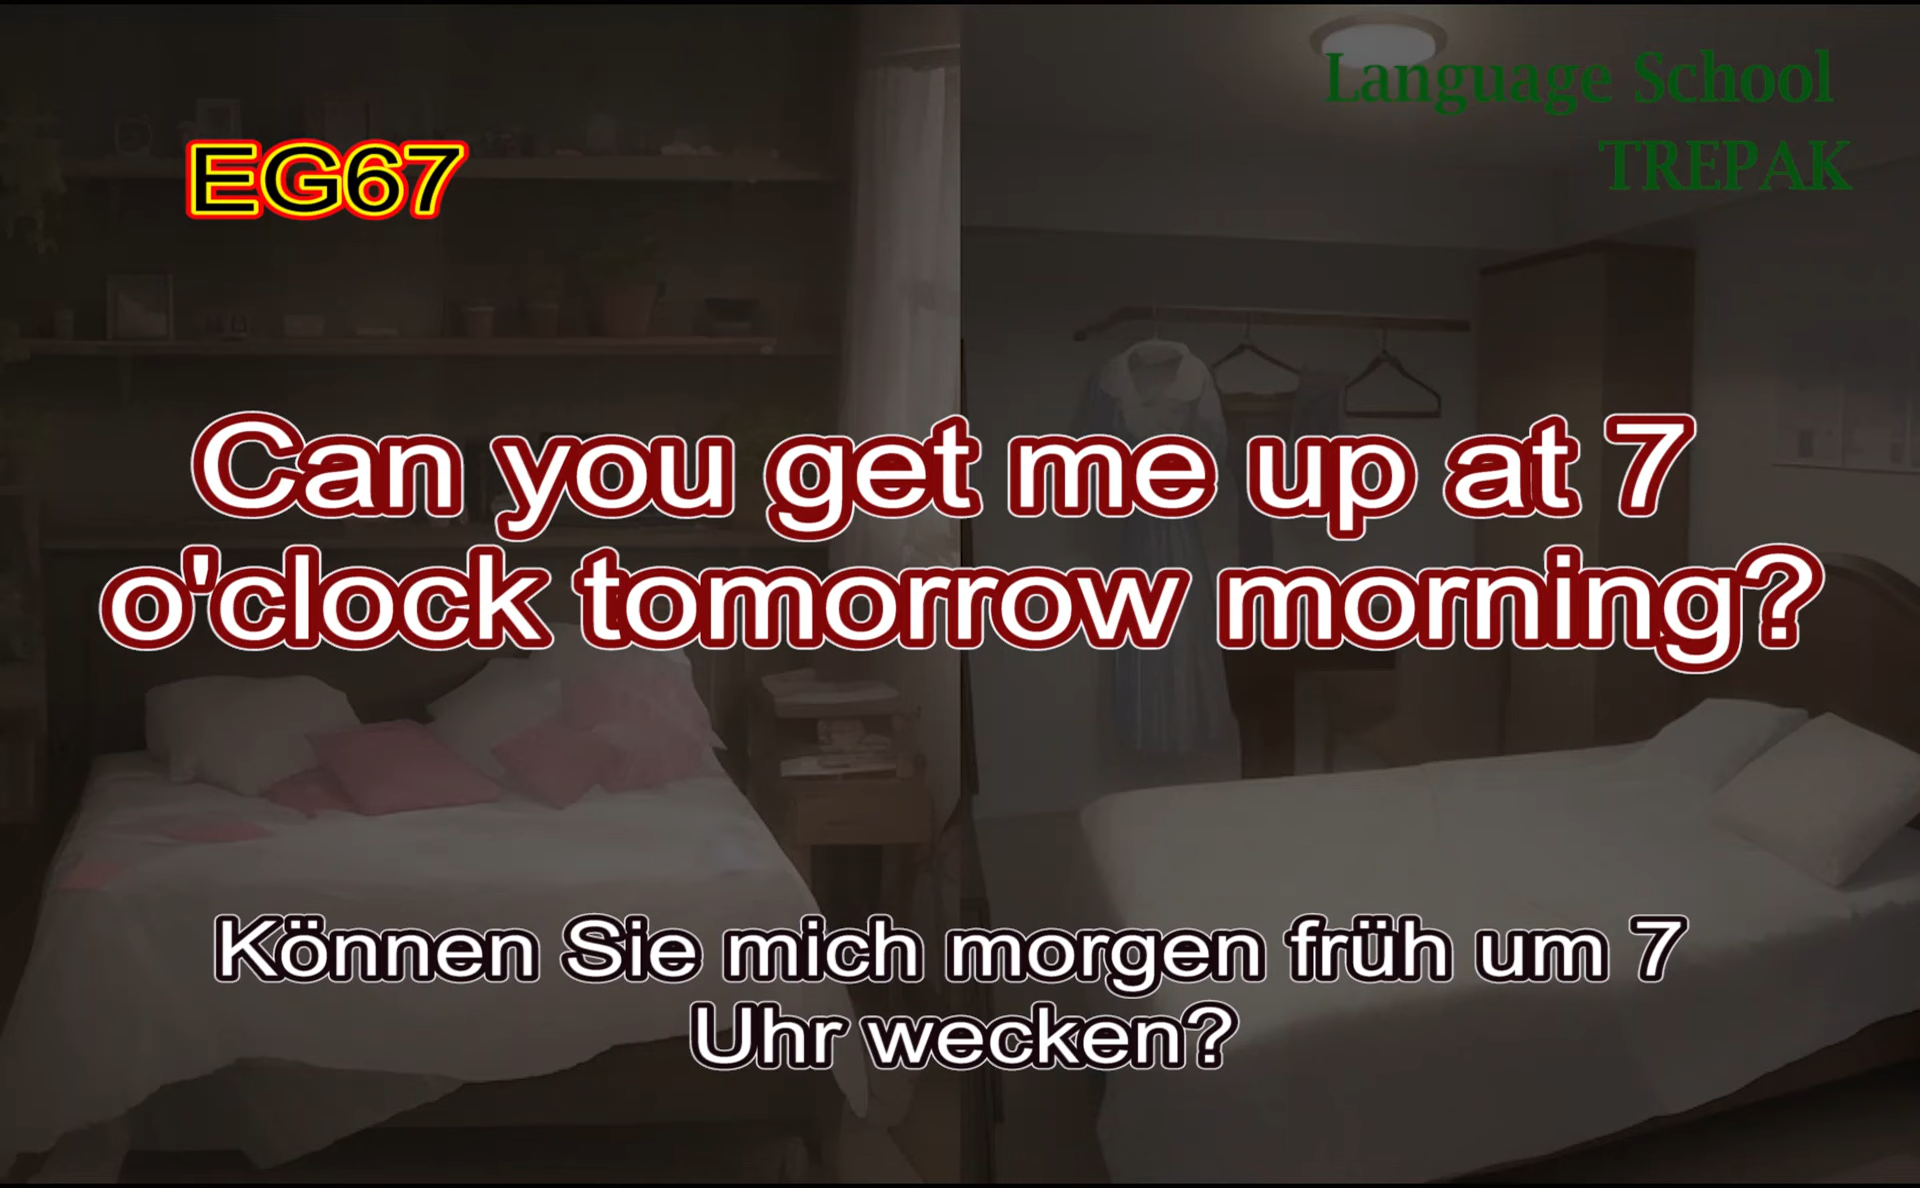 Language School
TREPAK
EG67
Can you get me up at 7
o'clock tomorrow morning?
Können Sie mich morgen früh um 7
Uhr wecken?